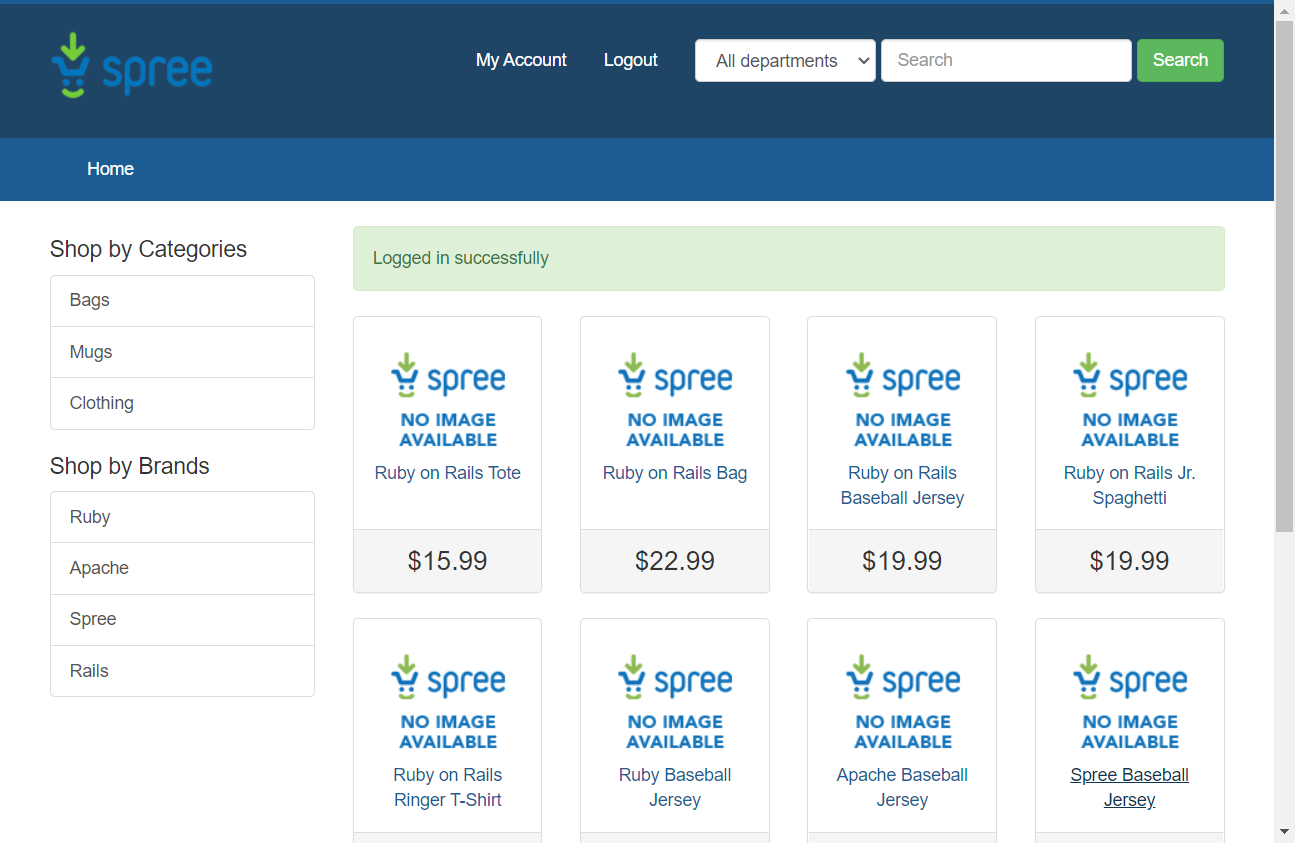 spree
My Account
Logout
All departments
Search
Search
Home
Shop by Categories
Bags
Mugs
Clothing
Shop by Brands
Ruby
Apache
Spree
Rails
Logged in successfully
spree
NO IMAGE
AVAILABLE
Ruby on Rails Tote
$15.99
spree
NO IMAGE
AVAILABLE
Ruby on Rails Bag
$22.99
spree
NO IMAGE
AVAILABLE
Ruby on Rails
Baseball Jersey
$19.99
spree
NO IMAGE
AVAILABLE
Ruby on Rails Jr.
Spaghetti
$19.99
spree
NO IMAGE
AVAILABLE
Ruby on Rails
Ringer T-Shirt
spree
NO IMAGE
AVAILABLE
Ruby Baseball
Jersey
spree
NO IMAGE
AVAILABLE
Apache Baseball
Jersey
spree
NO IMAGE
AVAILABLE
Spree Baseball
Jersey